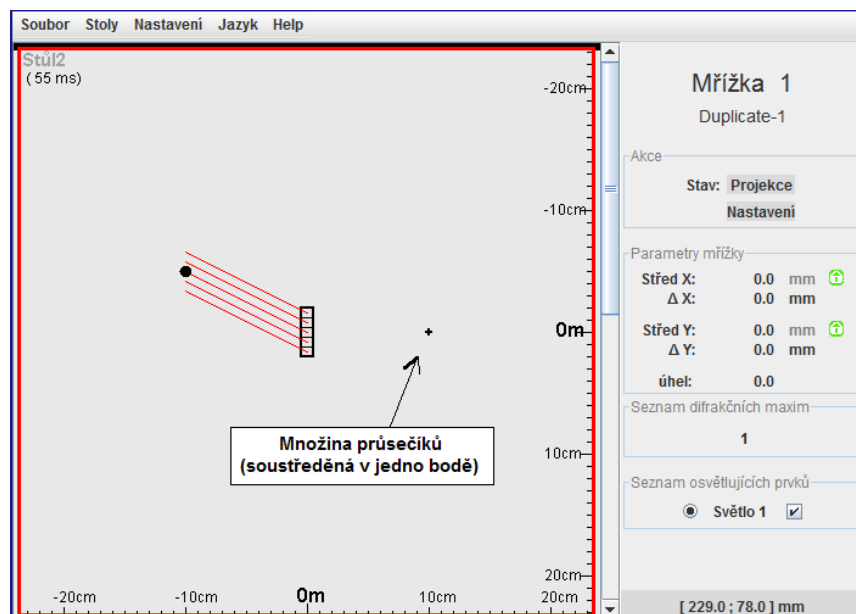 Soubor Stoly Nastavení Jazyk Help
Stůl2
( 55 ms)
-20cm
-10cm
0m
10cm
20cm
Množina průsečíků
(soustředěná v jedno bodě)
-20cm -10cm 0m 10cm 20cm
Mřížka 1
Duplicate-1
Akce
Stav: Projekce
Nastavení
Parametry mřížky
Střed X: 0.0 mm
Δ X: 0.0 mm
Střed Y: 0.0 mm
Δ Y: 0.0 mm
úhel: 0.0
Seznam difrakčních maxim
1
Seznam osvětlujících prvků
Světlo 1
[ 229.0 ; 78.0 ] mm